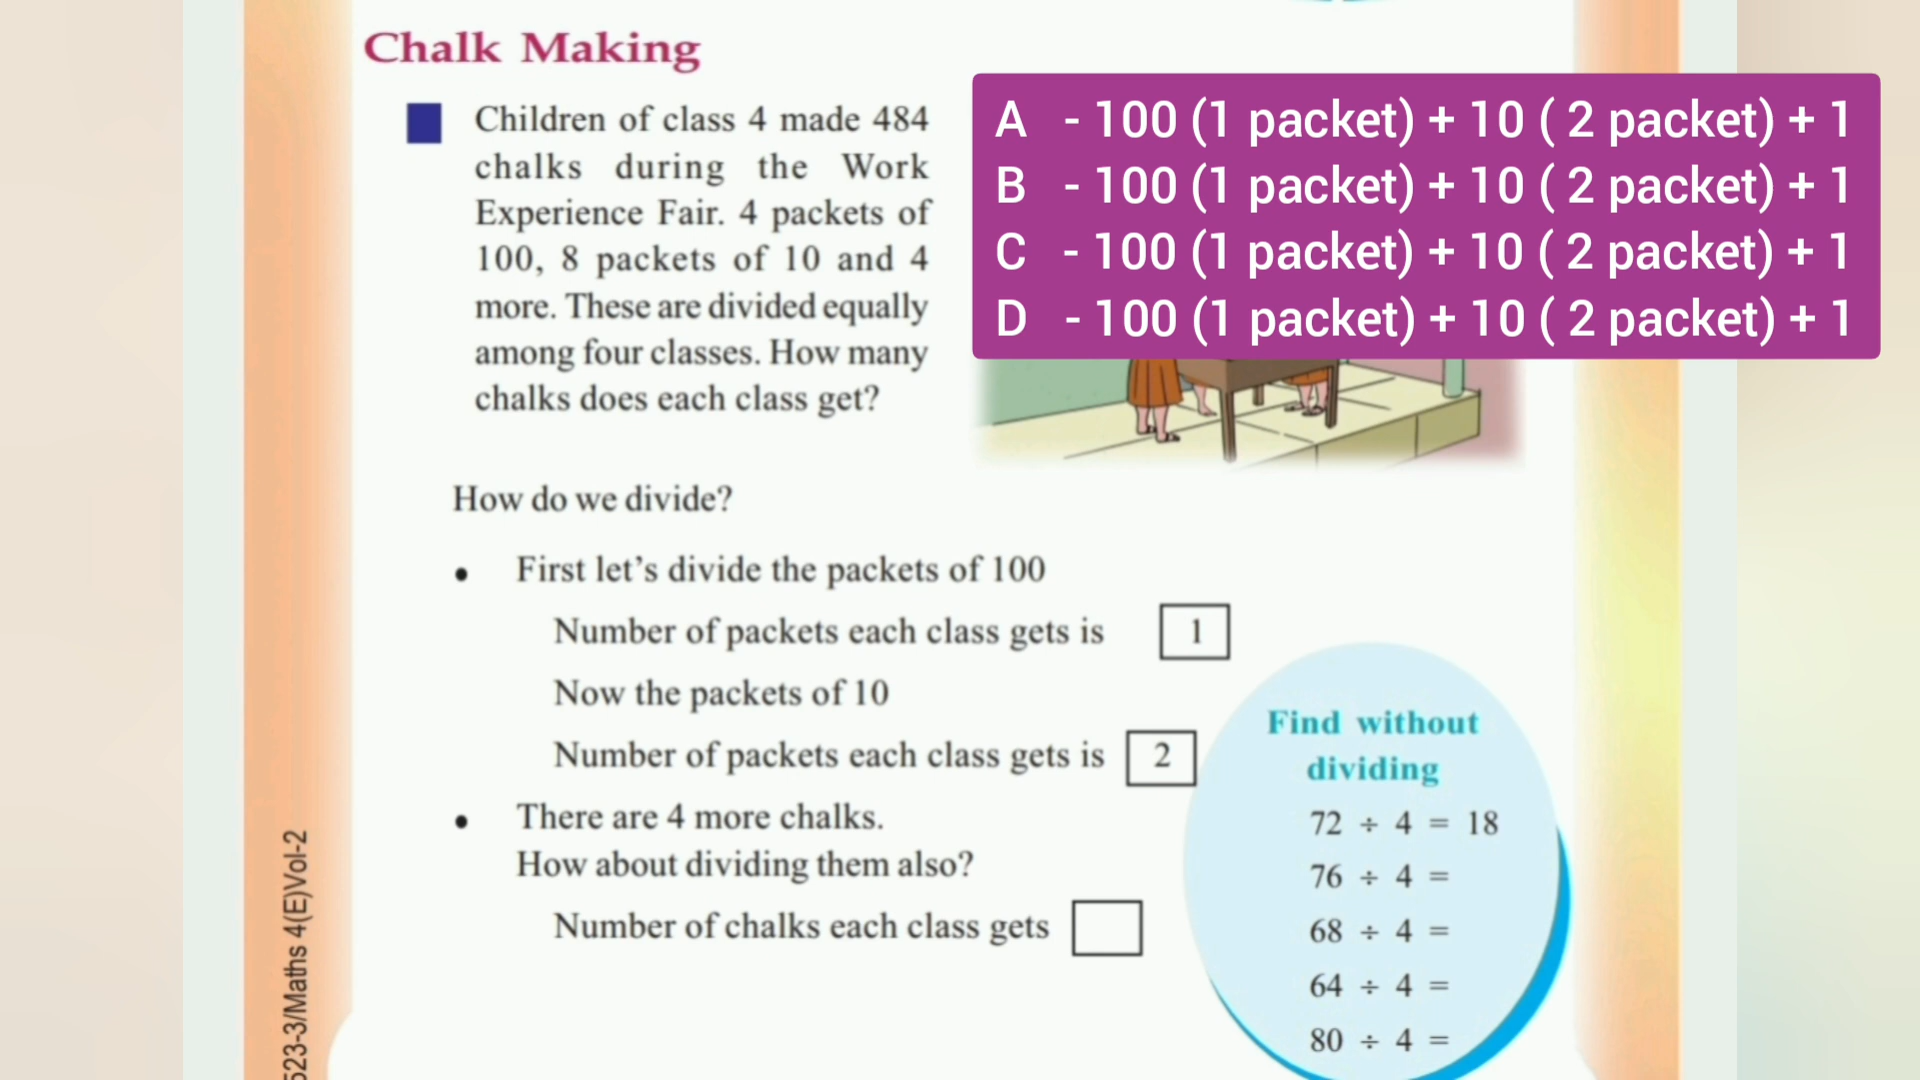 Chalk Making
Children of class 4 made 484
chalks during the Work
Experience Fair. 4 packets of
100, 8 packets of 10 and 4
more. These are divided equally
among four classes. How many
chalks does each class get?
A - 100 (1 packet) + 10 ( 2 packet) + 1
B - 100 (1 packet) + 10 ( 2 packet) + 1
C - 100 (1 packet) + 10 ( 2 packet) + 1
D - 100 (1 packet) + 10 ( 2 packet) + 1
How do we divide?
• First let's divide the packets of 100
Number of packets each class gets is 1
Now the packets of 10
Number of packets each class gets is 2
• There are 4 more chalks.
How about dividing them also?
Number of chalks each class gets
Find without
dividing
72 ÷ 4 = 18
76 ÷ 4 =
68 ÷ 4 =
64 ÷ 4 =
80 ÷ 4 =
523-3/Maths 4(E)Vol-2